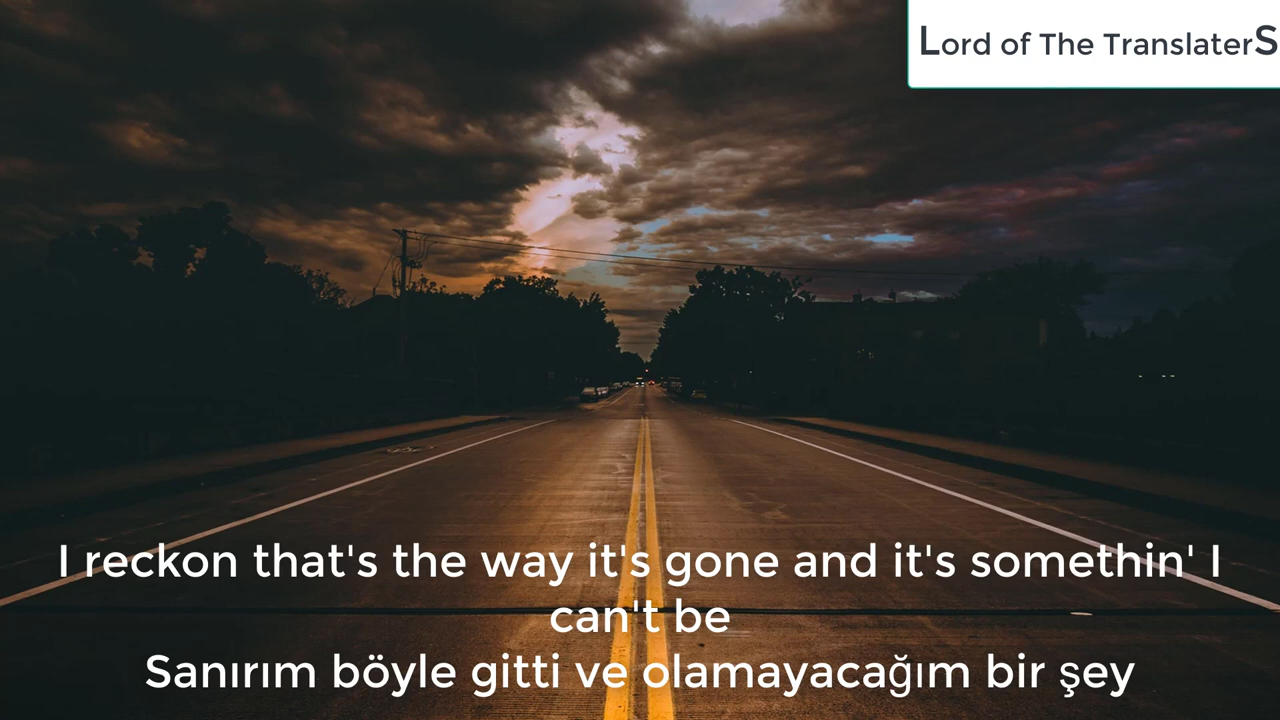 Lord of The TranslaterS
I reckon that's the way it's gone and it's somethin' I
can't be
Sanırım böyle gitti ve olamayacağım bir şey